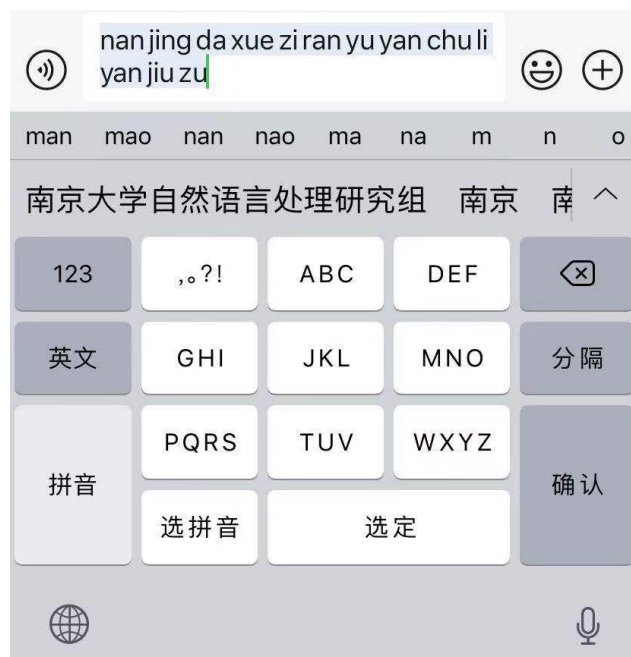 nan jing da xue zi ran yu yan chu li
yan jiu zu
man mao nan nao ma na m n o
南京大学自然语言处理研究组 南京 南
123 ,。?! ABC DEF
英文 GHI JKL MNO 分隔
PQRS TUV WXYZ
拼音 确认
选拼音 选定